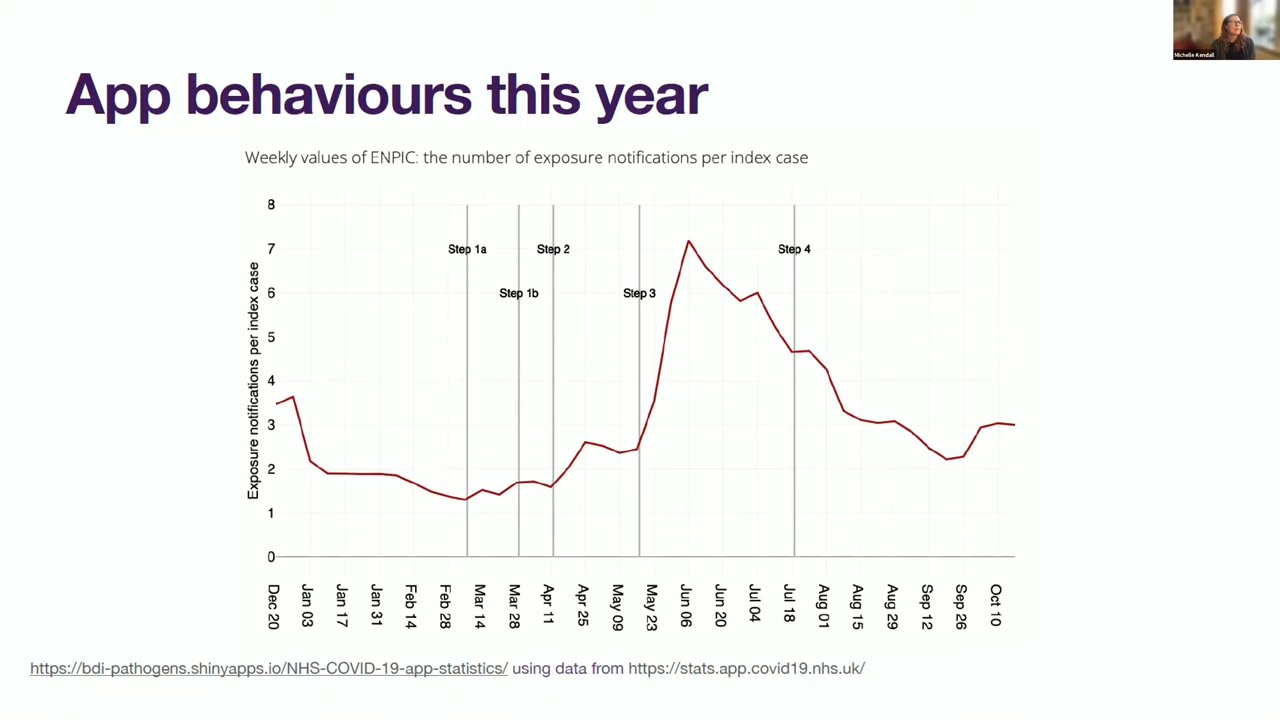 Michelle Kendall
App behaviours this year
Weekly values of ENPIC: the number of exposure notifications per index case
Exposure notifications per index case
8
7
6
5
4
3
2
1
0
Step 1a
Step 2
Step 4
Step 1b
Step 3
Dec 20
Jan 03
Jan 17
Jan 31
Feb 14
Feb 28
Mar 14
Mar 28
Apr 11
Apr 25
May 09
May 23
Jun 06
Jun 20
Jul 04
Jul 18
Aug 01
Aug 15
Aug 29
Sep 12
Sep 26
Oct 10
https://bdi-pathogens.shinyapps.io/NHS-COVID-19-app-statistics/ using data from https://stats.app.covid19.nhs.uk/